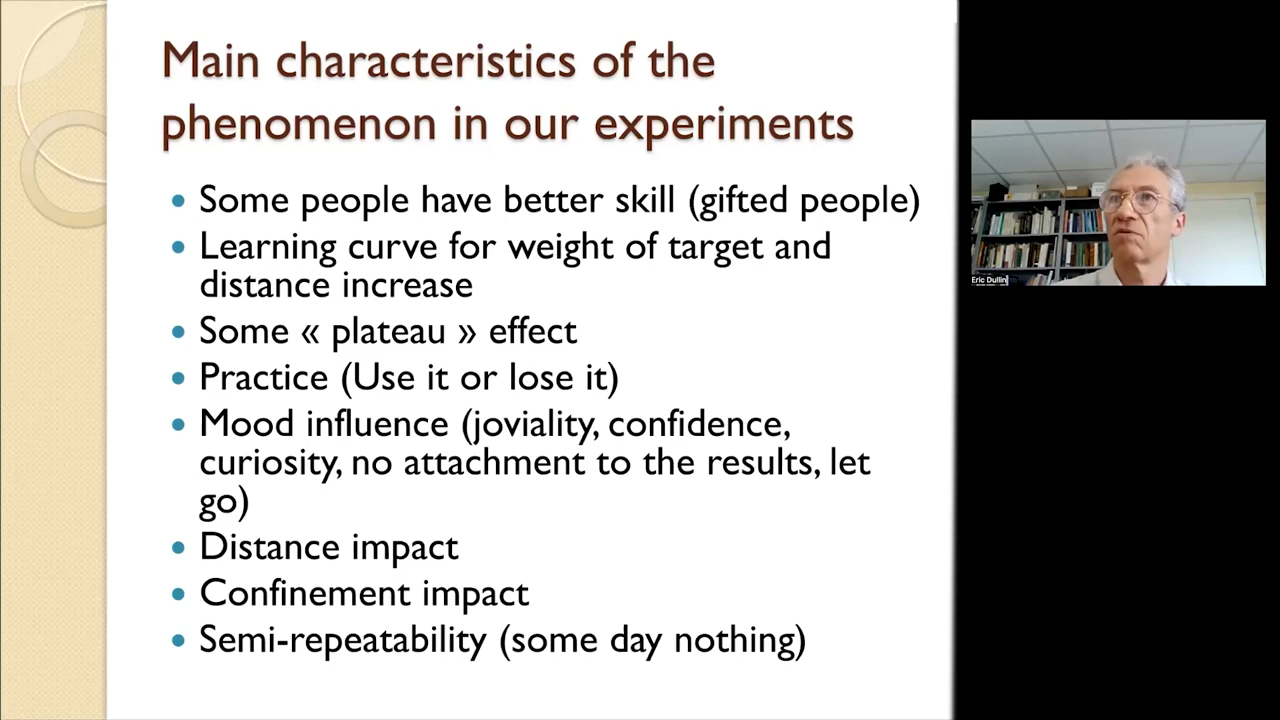 Main characteristics of the
phenomenon in our experiments
• Some people have better skill (gifted people)
• Learning curve for weight of target and
distance increase
• Some « plateau » effect
• Practice (Use it or lose it)
• Mood influence (joviality, confidence,
curiosity, no attachment to the results, let
go)
• Distance impact
• Confinement impact
• Semi-repeatability (some day nothing)
Eric Dullin